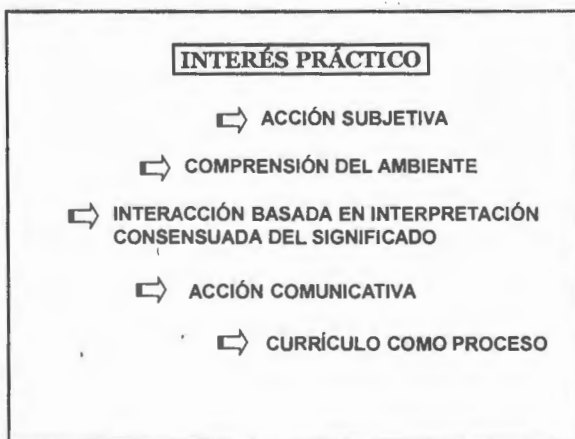 INTERÉS PRÁCTICO
ACCIÓN SUBJETIVA
COMPRENSIÓN DEL AMBIENTE
INTERACCIÓN BASADA EN INTERPRETACIÓN
CONSENSUADA DEL SIGNIFICADO
ACCIÓN COMUNICATIVA
CURRÍCULO COMO PROCESO